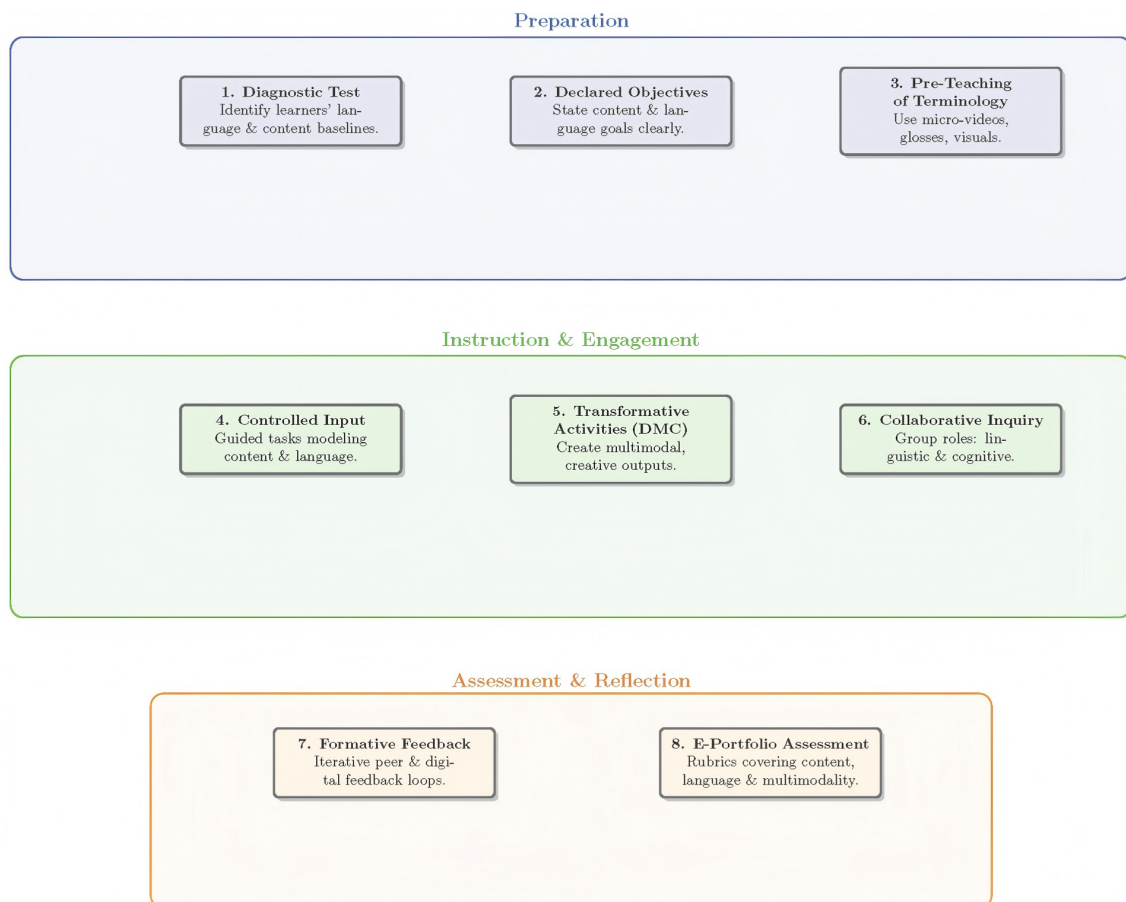 Preparation
1. Diagnostic Test
Identify learners' lan-
guage & content baselines.
2. Declared Objectives
State content & lan-
guage goals clearly.
3. Pre-Teaching
of Terminology
Use micro-videos,
glosses, visuals.
Instruction & Engagement
4. Controlled Input
Guided tasks modeling
content & language.
5. Transformative
Activities (DMC)
Create multimodal,
creative outputs.
6. Collaborative Inquiry
Group roles: lin-
guistic & cognitive.
Assessment & Reflection
7. Formative Feedback
Iterative peer & digi-
tal feedback loops.
8. E-Portfolio Assessment
Rubrics covering content,
language & multimodality.